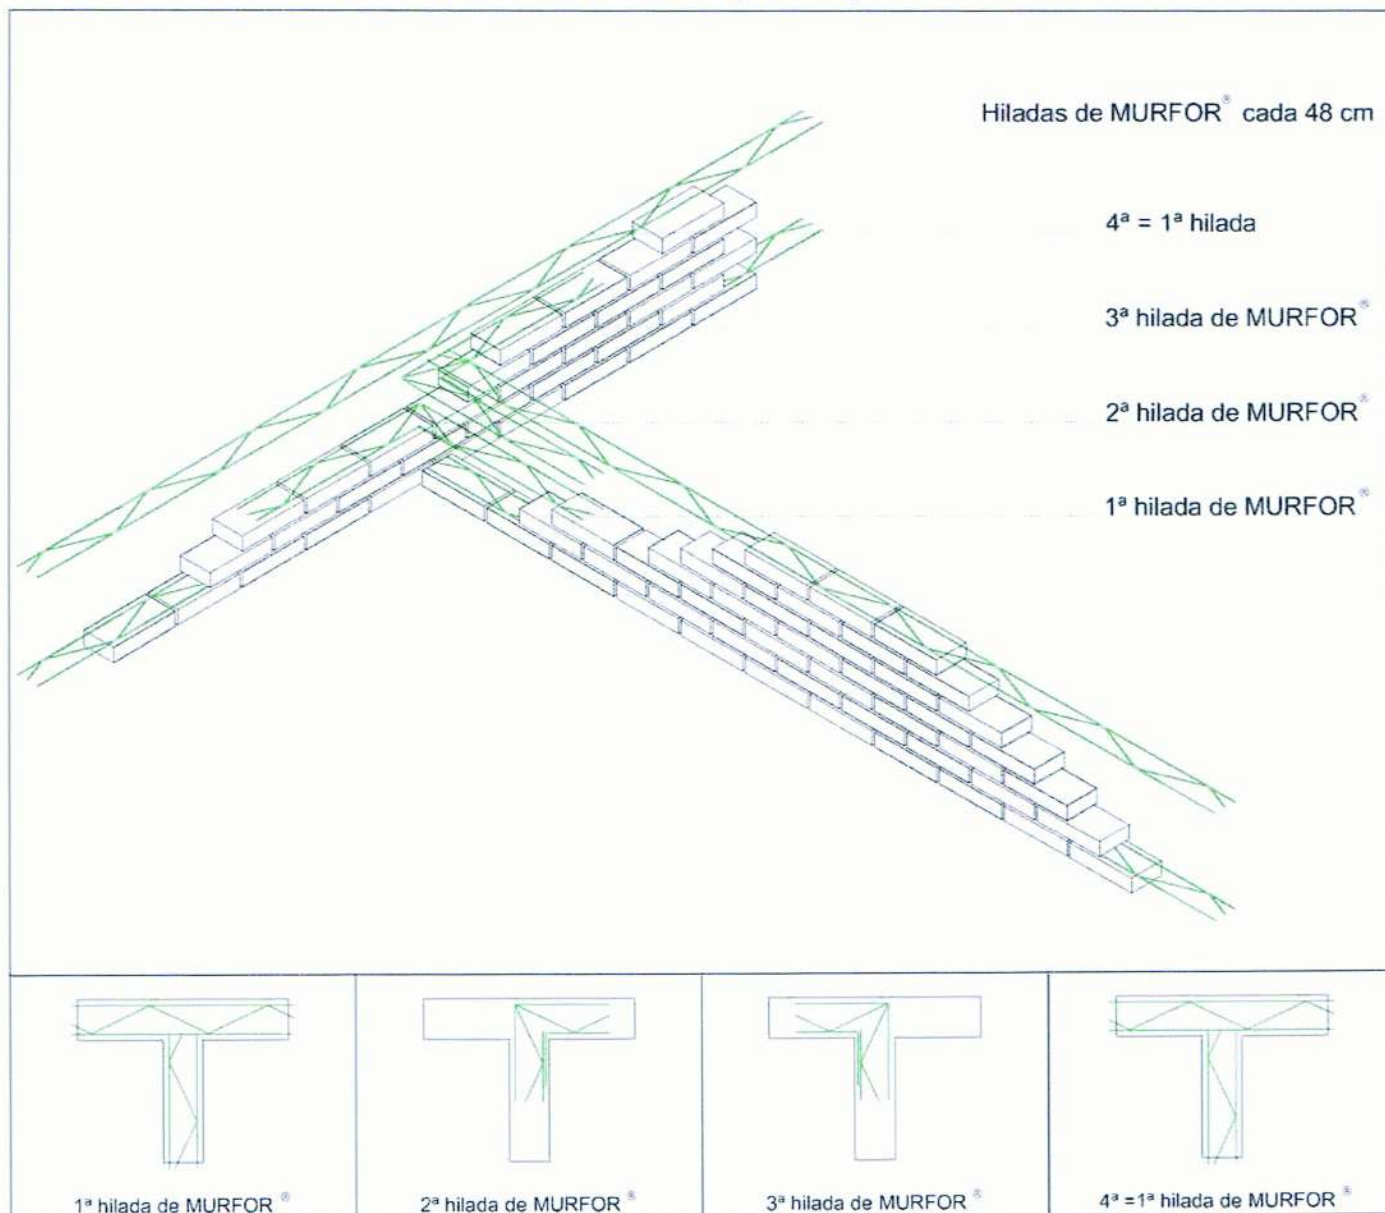 Hiladas de MURFOR® cada 48 cm
4ª = 1ª hilada
3ª hilada de MURFOR®
2ª hilada de MURFOR®
1ª hilada de MURFOR®
1ª hilada de MURFOR®
2ª hilada de MURFOR®
3ª hilada de MURFOR®
4ª =1ª hilada de MURFOR®